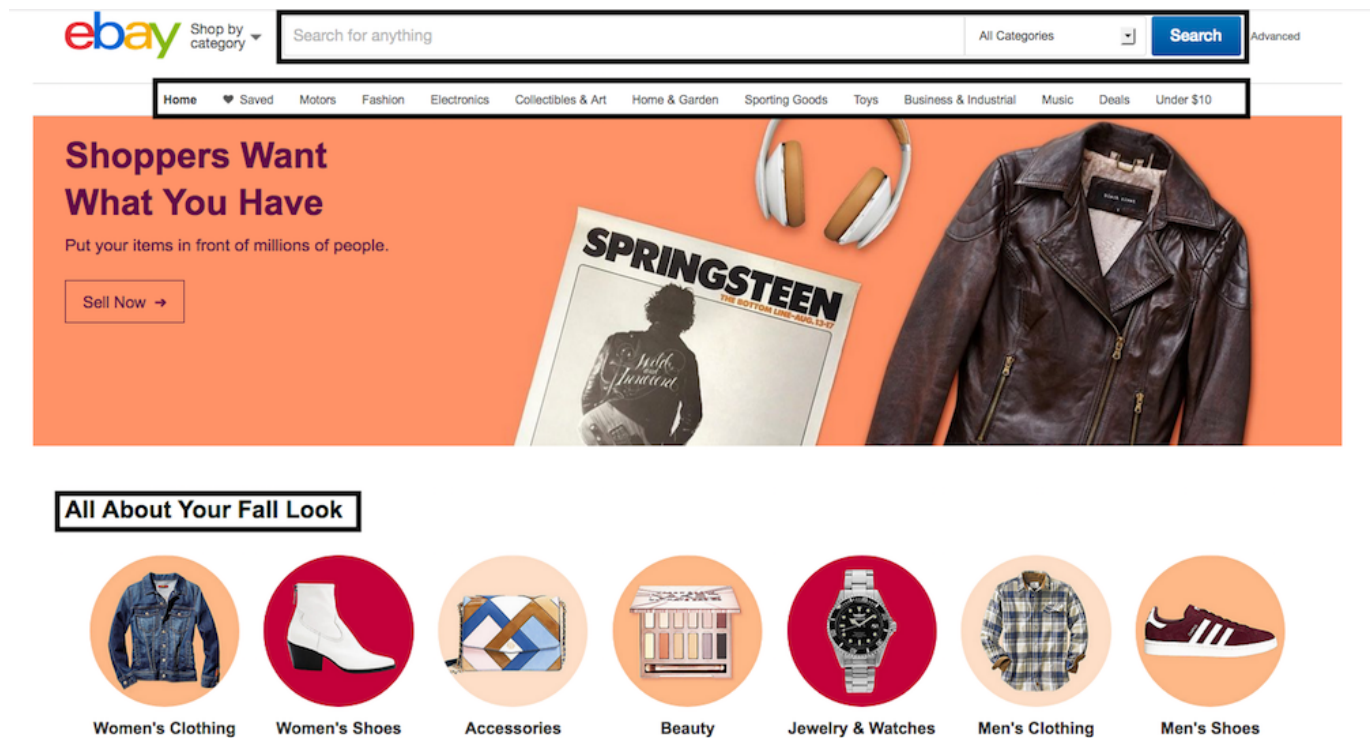 ebay
Shop by
category
Search for anything
All Categories
Search
Advanced
Home Saved Motors Fashion Electronics Collectibles & Art Home & Garden Sporting Goods Toys Business & Industrial Music Deals Under $10
Shoppers Want
What You Have
Put your items in front of millions of people.
Sell Now →
SPRINGSTEEN
THE BOTTOM LINE-AUG. 13-17
All About Your Fall Look
Women's Clothing Women's Shoes Accessories Beauty Jewelry & Watches Men's Clothing Men's Shoes